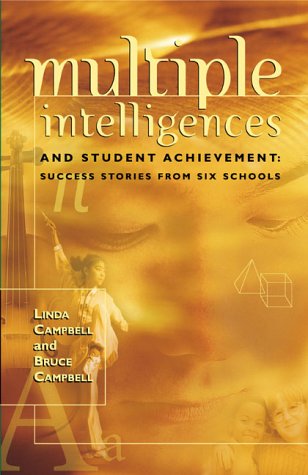 multiple
intelligences
AND STUDENT ACHIEVEMENT:
SUCCESS STORIES FROM SIX SCHOOLS
π
LINDA
CAMPBELL
and
BRUCE
CAMPBELL
A
A
a